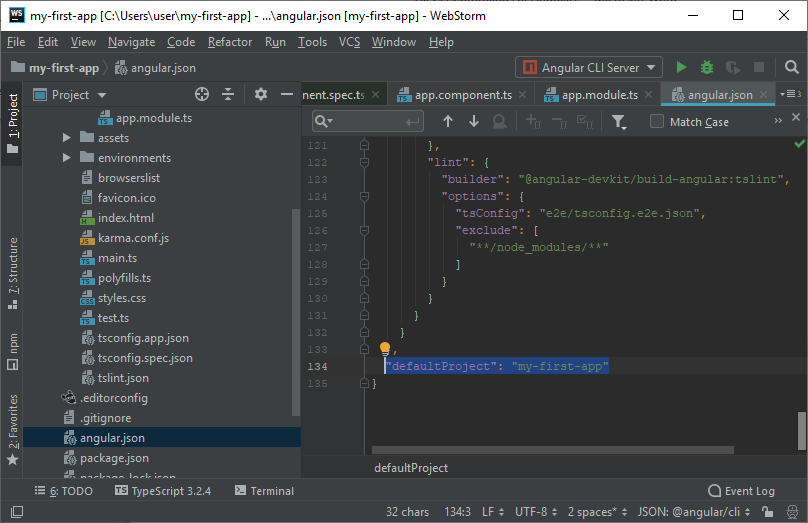 WS my-first-app [C:\Users\user\my-first-app] - ...\angular.json [my-first-app] - WebStorm
File Edit View Navigate Code Refactor Run Tools VCS Window Help
my-first-app angular.json Angular CLI Server
1: Project
Project
nent.spec.ts app.component.ts app.module.ts angular.json 3
Match Case
app.module.ts
assets
environments
browserslist
favicon.ico
index.html
karma.conf.js
main.ts
polyfills.ts
styles.css
test.ts
tsconfig.app.json
tsconfig.spec.json
tslint.json
.editorconfig
.gitignore
angular.json
package.json
package-lock.json
7: Structure
npm
2: Favorites
121 },
122 "lint": {
123 "builder": "@angular-devkit/build-angular:tslint",
124 "options": {
125 "tsConfig": "e2e/tsconfig.e2e.json",
126 "exclude": [
127 "**/node_modules/**"
128 ]
129 }
130 }
131 }
132 }
133 ,
134 "defaultProject": "my-first-app"
135 }
defaultProject
6: TODO TypeScript 3.2.4 Terminal Event Log
32 chars 134:3 LF UTF-8 2 spaces* JSON: @angular/cli